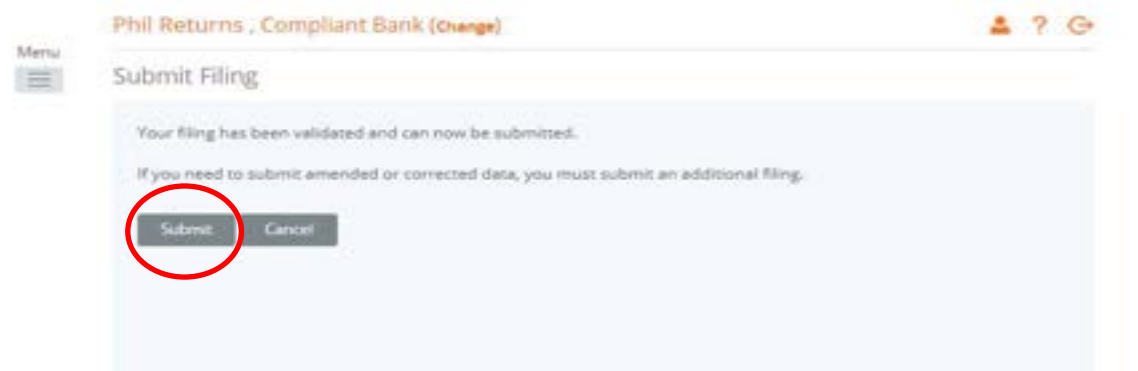 Phil Returns , Compliant Bank (Change)
?
Menu
Submit Filing
Your filing has been validated and can now be submitted.
If you need to submit amended or corrected data, you must submit an additional filing.
Submit Cancel